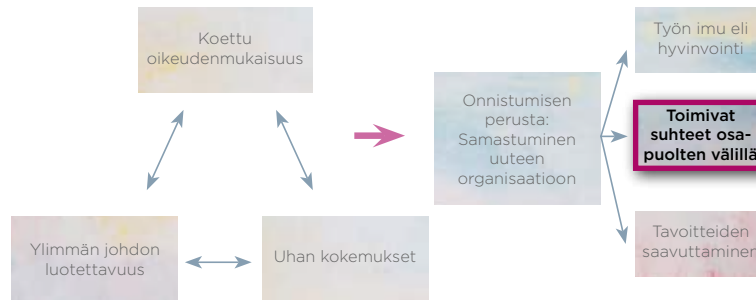 Koettu
oikeudenmukaisuus
Ylimmän johdon
luotettavuus
Uhan kokemukset
Onnistumisen
perusta:
Samastuminen
uuteen
organisaatioon
Työn imu eli
hyvinvointi
Toimivat
suhteet osa-
puolten välillä
Tavoitteiden
saavuttaminen